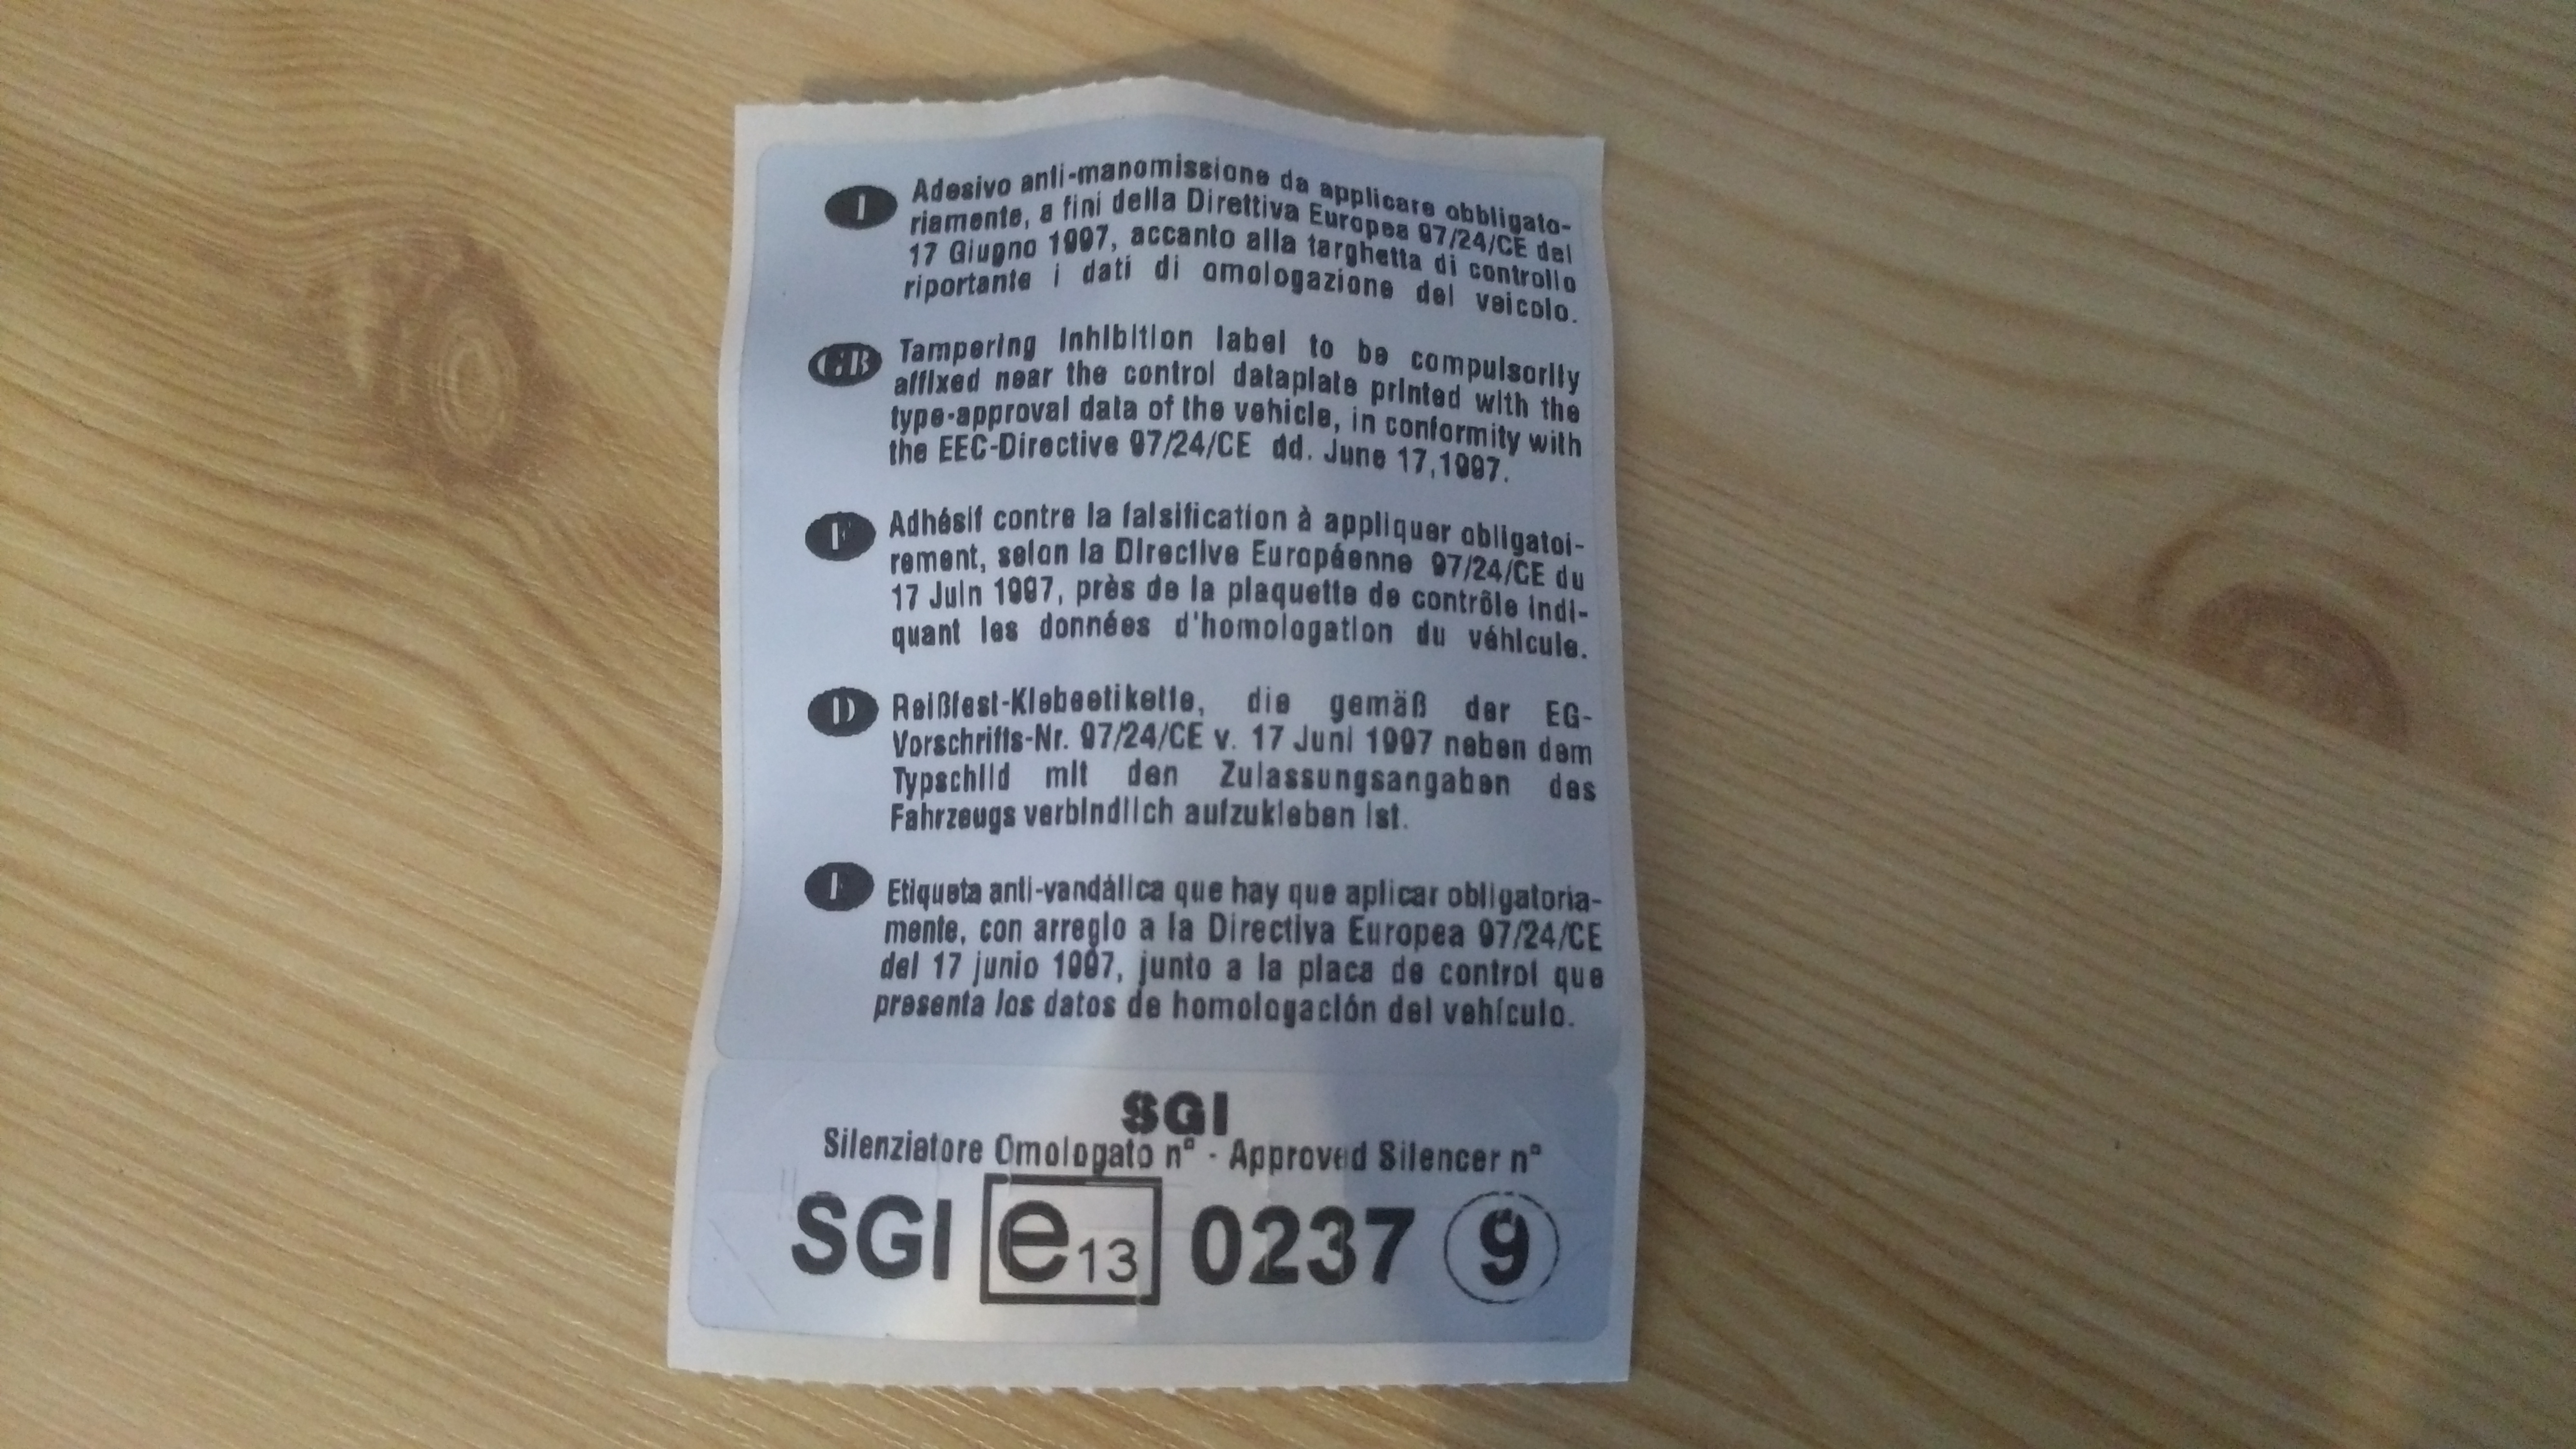 I Adesivo anti-manomissione da applicare obbligato-
riamente, a fini della Direttiva Europea 97/24/CE del
17 Giugno 1997, accanto alla targhetta di controllo
riportante i dati di omologazione del veicolo.
GB Tampering Inhibition label to be compulsorily
affixed near the control dataplate printed with the
type-approval data of the vehicle, in conformity with
the EEC-Directive 97/24/CE dd. June 17,1997.
F Adhésif contre la falsification à appliquer obligatoi-
rement, selon la Directive Européenne 97/24/CE du
17 Juin 1997, près de la plaquette de contrôle indi-
quant les données d'homologation du véhicule.
D Reißfest-Klebeetikette, die gemäß der EG-
Vorschrifts-Nr. 97/24/CE v. 17 Juni 1997 neben dem
Typschild mit den Zulassungsangaben des
Fahrzeugs verbindlich aufzukleben ist.
E Etiqueta anti-vandálica que hay que aplicar obligatoria-
mente, con arreglo a la Directiva Europea 97/24/CE
del 17 junio 1997, junto a la placa de control que
presenta los datos de homologación del vehículo.
SGI
Silenziatore Omologato n° - Approved Silencer n°
SGI e13 0237 9